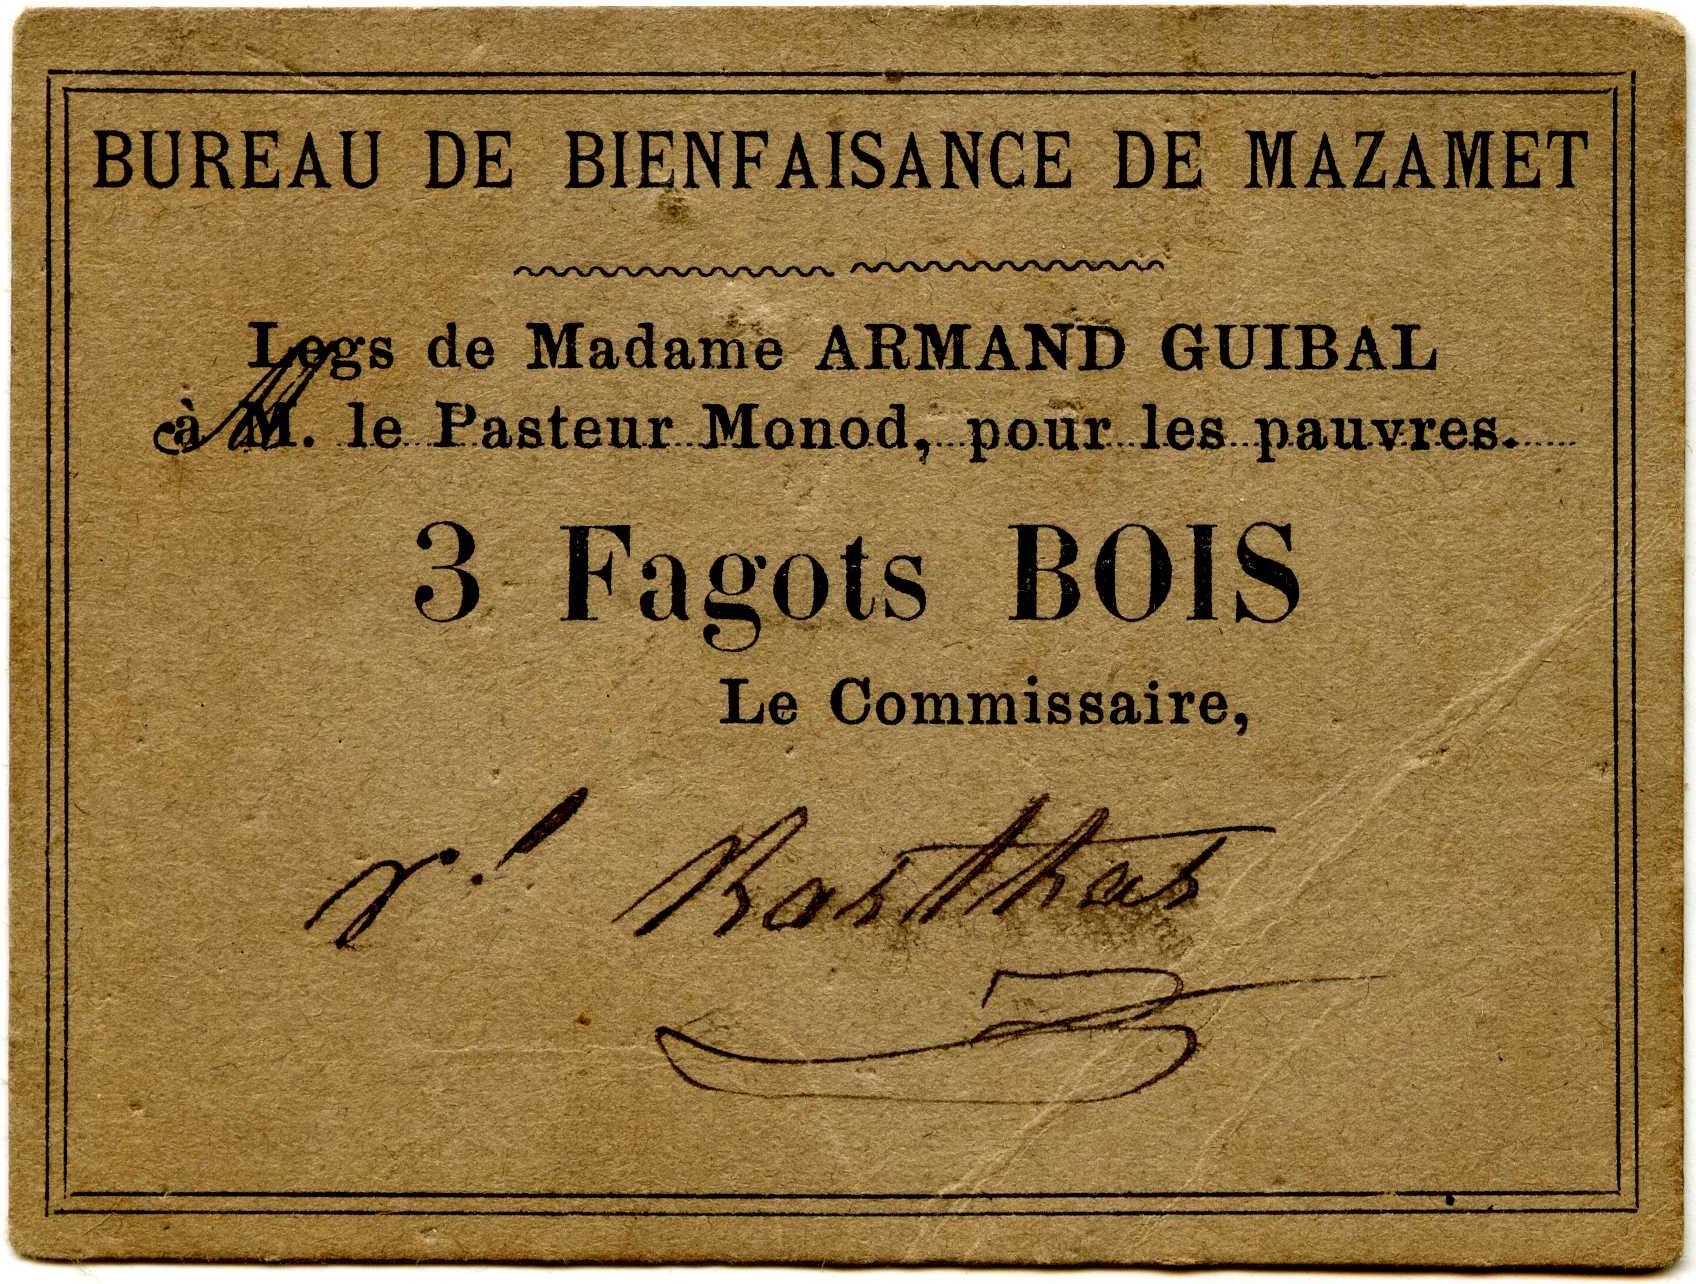 BUREAU DE BIENFAISANCE DE MAZAMET
Legs de Madame ARMAND GUIBAL
à M. le Pasteur Monod, pour les pauvres.
3 Fagots BOIS
Le Commissaire,
Barthas